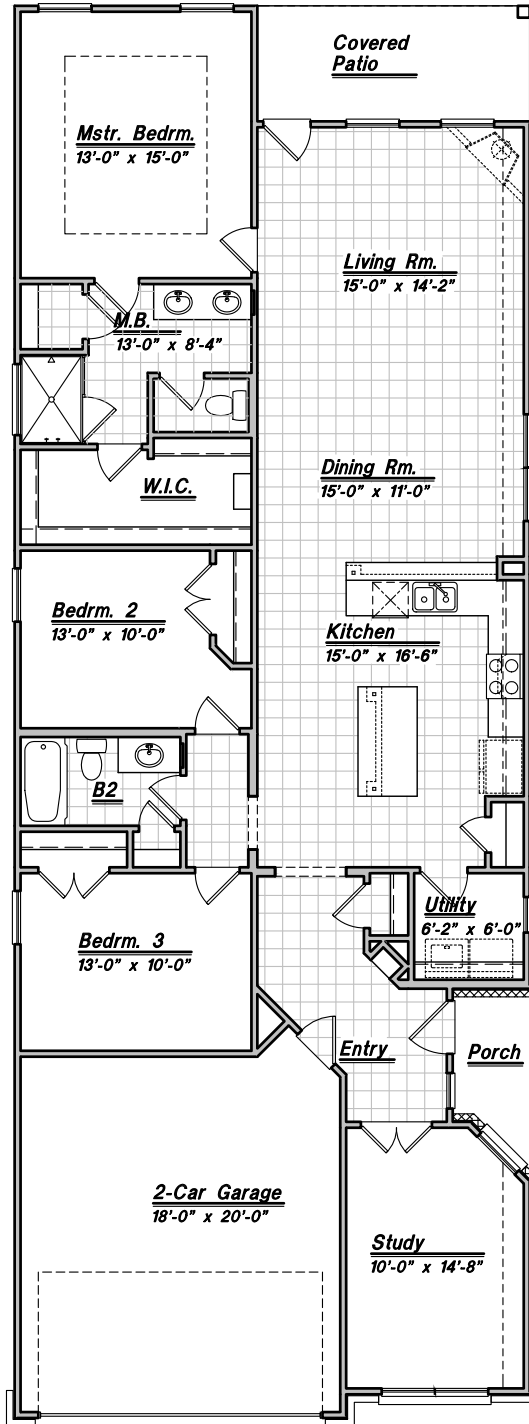 Covered
Patio
Mstr. Bedrm.
13'-0" x 15'-0"
Living Rm.
15'-0" x 14'-2"
M.B.
13'-0" x 8'-4"
Dining Rm.
15'-0" x 11'-0"
W.I.C.
Bedrm. 2
13'-0" x 10'-0"
Kitchen
15'-0" x 16'-6"
B2
Utility
6'-2" x 6'-0"
Bedrm. 3
13'-0" x 10'-0"
Entry
Porch
2-Car Garage
18'-0" x 20'-0"
Study
10'-0" x 14'-8"